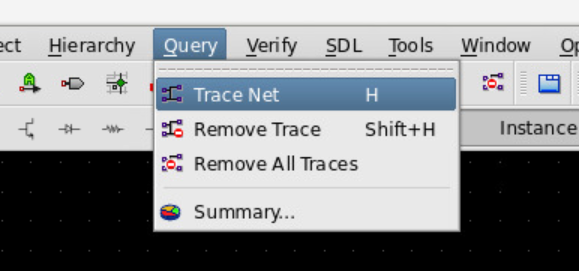 ect Hierarchy Query Verify SDL Tools Window Op
Trace Net H
Remove Trace Shift+H
Instance
Remove All Traces
Summary...